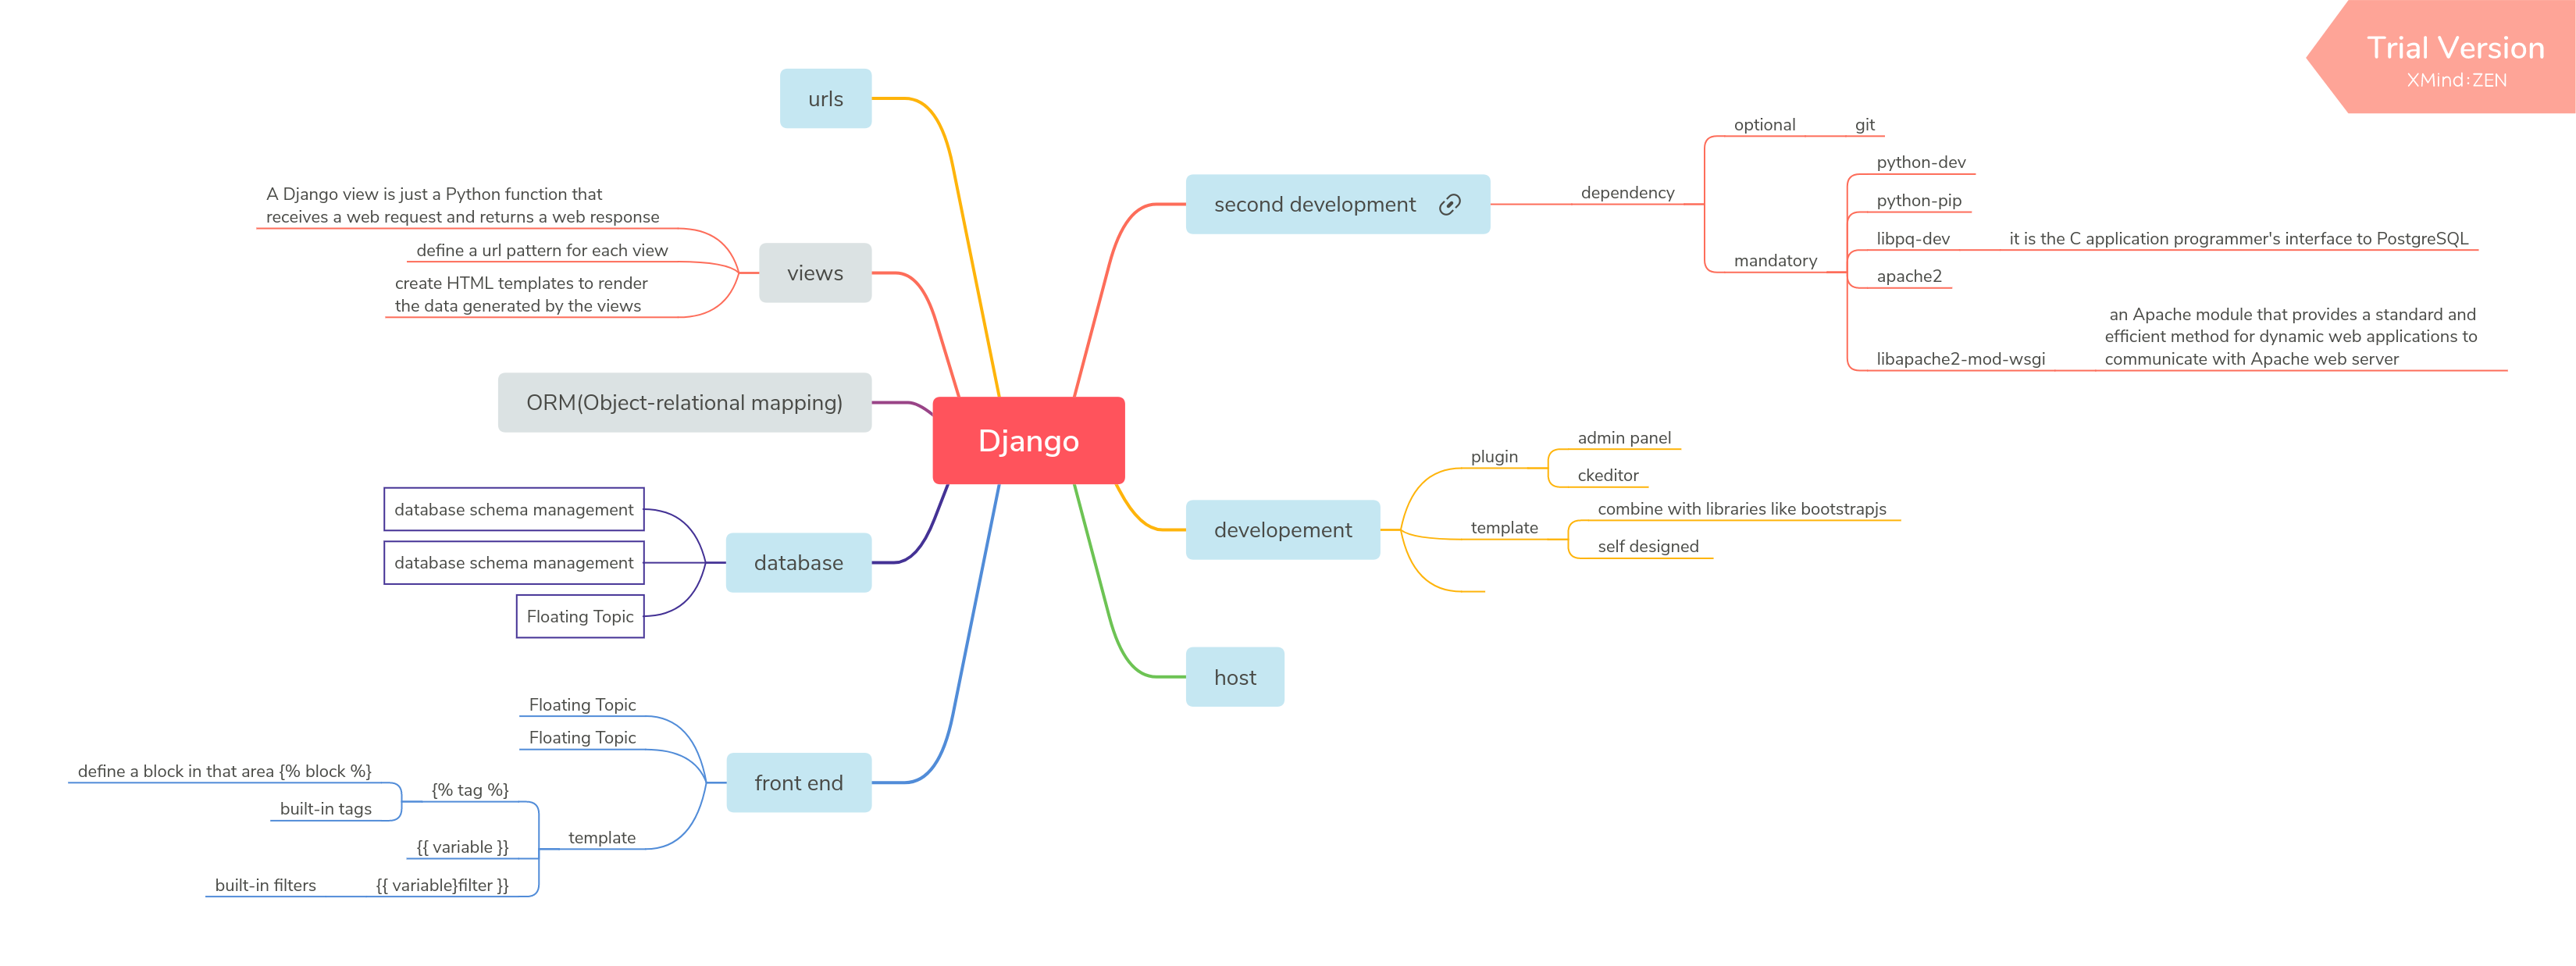 Trial Version
XMind:ZEN
Django
second development
dependency
optional
git
mandatory
python-dev
python-pip
libpq-dev
it is the C application programmer's interface to PostgreSQL
apache2
libapache2-mod-wsgi
an Apache module that provides a standard and
efficient method for dynamic web applications to
communicate with Apache web server
developement
plugin
admin panel
ckeditor
template
combine with libraries like bootstrapjs
self designed
host
urls
views
A Django view is just a Python function that
receives a web request and returns a web response
define a url pattern for each view
create HTML templates to render
the data generated by the views
ORM(Object-relational mapping)
database
database schema management
database schema management
Floating Topic
front end
Floating Topic
Floating Topic
template
{% tag %}
define a block in that area {% block %}
built-in tags
{{ variable }}
{{ variable}filter }}
built-in filters